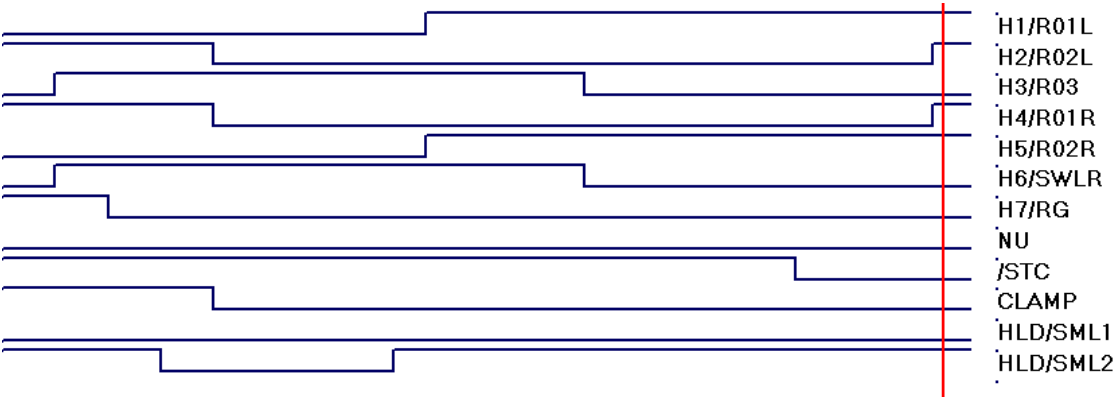 H1/R01L
H2/R02L
H3/R03
H4/R01R
H5/R02R
H6/SWLR
H7/RG
NU
/STC
CLAMP
HLD/SML1
HLD/SML2